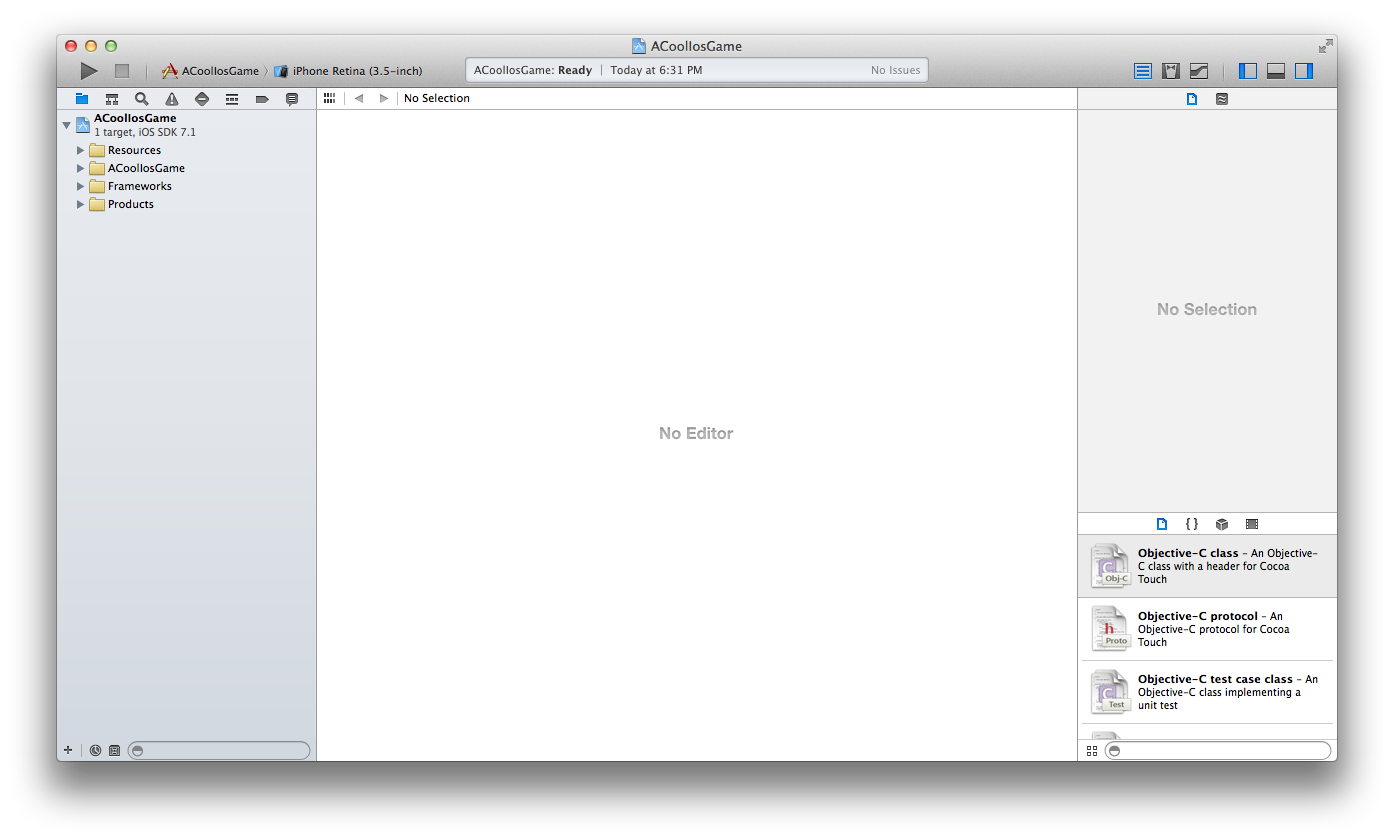 ACoolIosGame
ACoolIosGame 〉 iPhone Retina (3.5-inch)
ACoolIosGame: Ready | Today at 6:31 PM
No Issues
No Selection
ACoolIosGame
1 target, iOS SDK 7.1
Resources
ACoolIosGame
Frameworks
Products
No Editor
No Selection
{ }
Objective-C class – An Objective-
C class with a header for Cocoa
Touch
Obj-C
Objective-C protocol – An
Objective-C protocol for Cocoa
Touch
h
Proto
Objective-C test case class – An
Objective-C class implementing a
unit test
Test